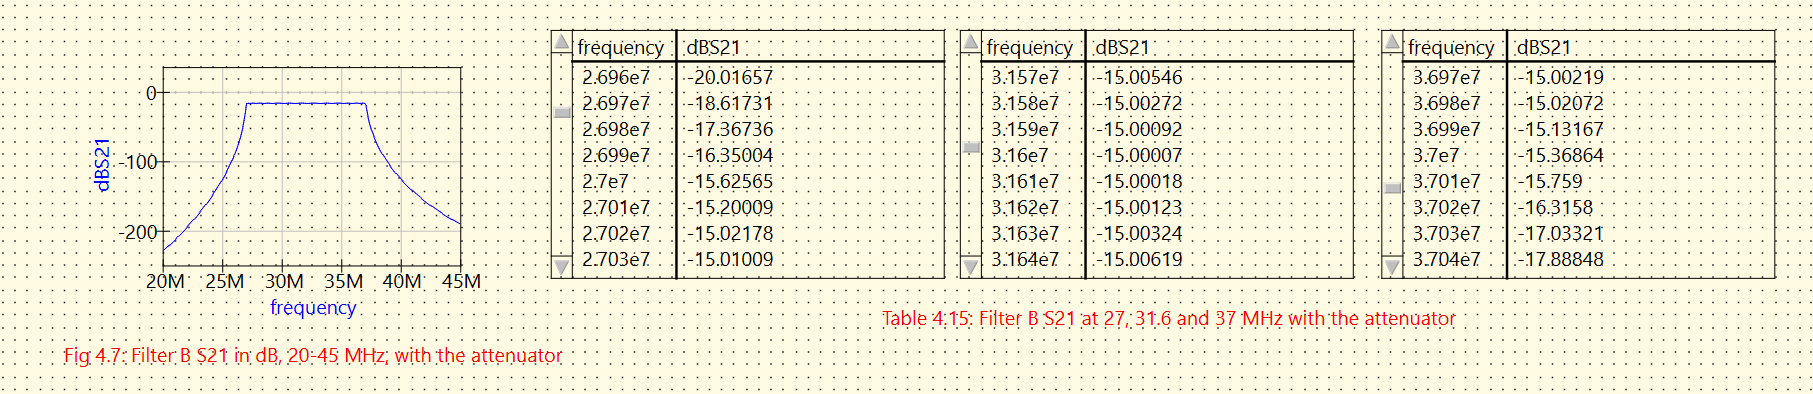 0
-100
-200
dBS21
20M 25M 30M 35M 40M 45M
frequency
Fig 4.7: Filter B S21 in dB, 20-45 MHz; with the attenuator
frequency dBS21
2.696e7 -20.01657
2.697e7 -18.61731
2.698e7 -17.36736
2.699e7 -16.35004
2.7e7 -15.62565
2.701e7 -15.20009
2.702e7 -15.02178
2.703e7 -15.01009
frequency dBS21
3.157e7 -15.00546
3.158e7 -15.00272
3.159e7 -15.00092
3.16e7 -15.00007
3.161e7 -15.00018
3.162e7 -15.00123
3.163e7 -15.00324
3.164e7 -15.00619
frequency dBS21
3.697e7 -15.00219
3.698e7 -15.02072
3.699e7 -15.13167
3.7e7 -15.36864
3.701e7 -15.759
3.702e7 -16.3158
3.703e7 -17.03321
3.704e7 -17.88848
Table 4.15: Filter B S21 at 27, 31.6 and 37 MHz with the attenuator